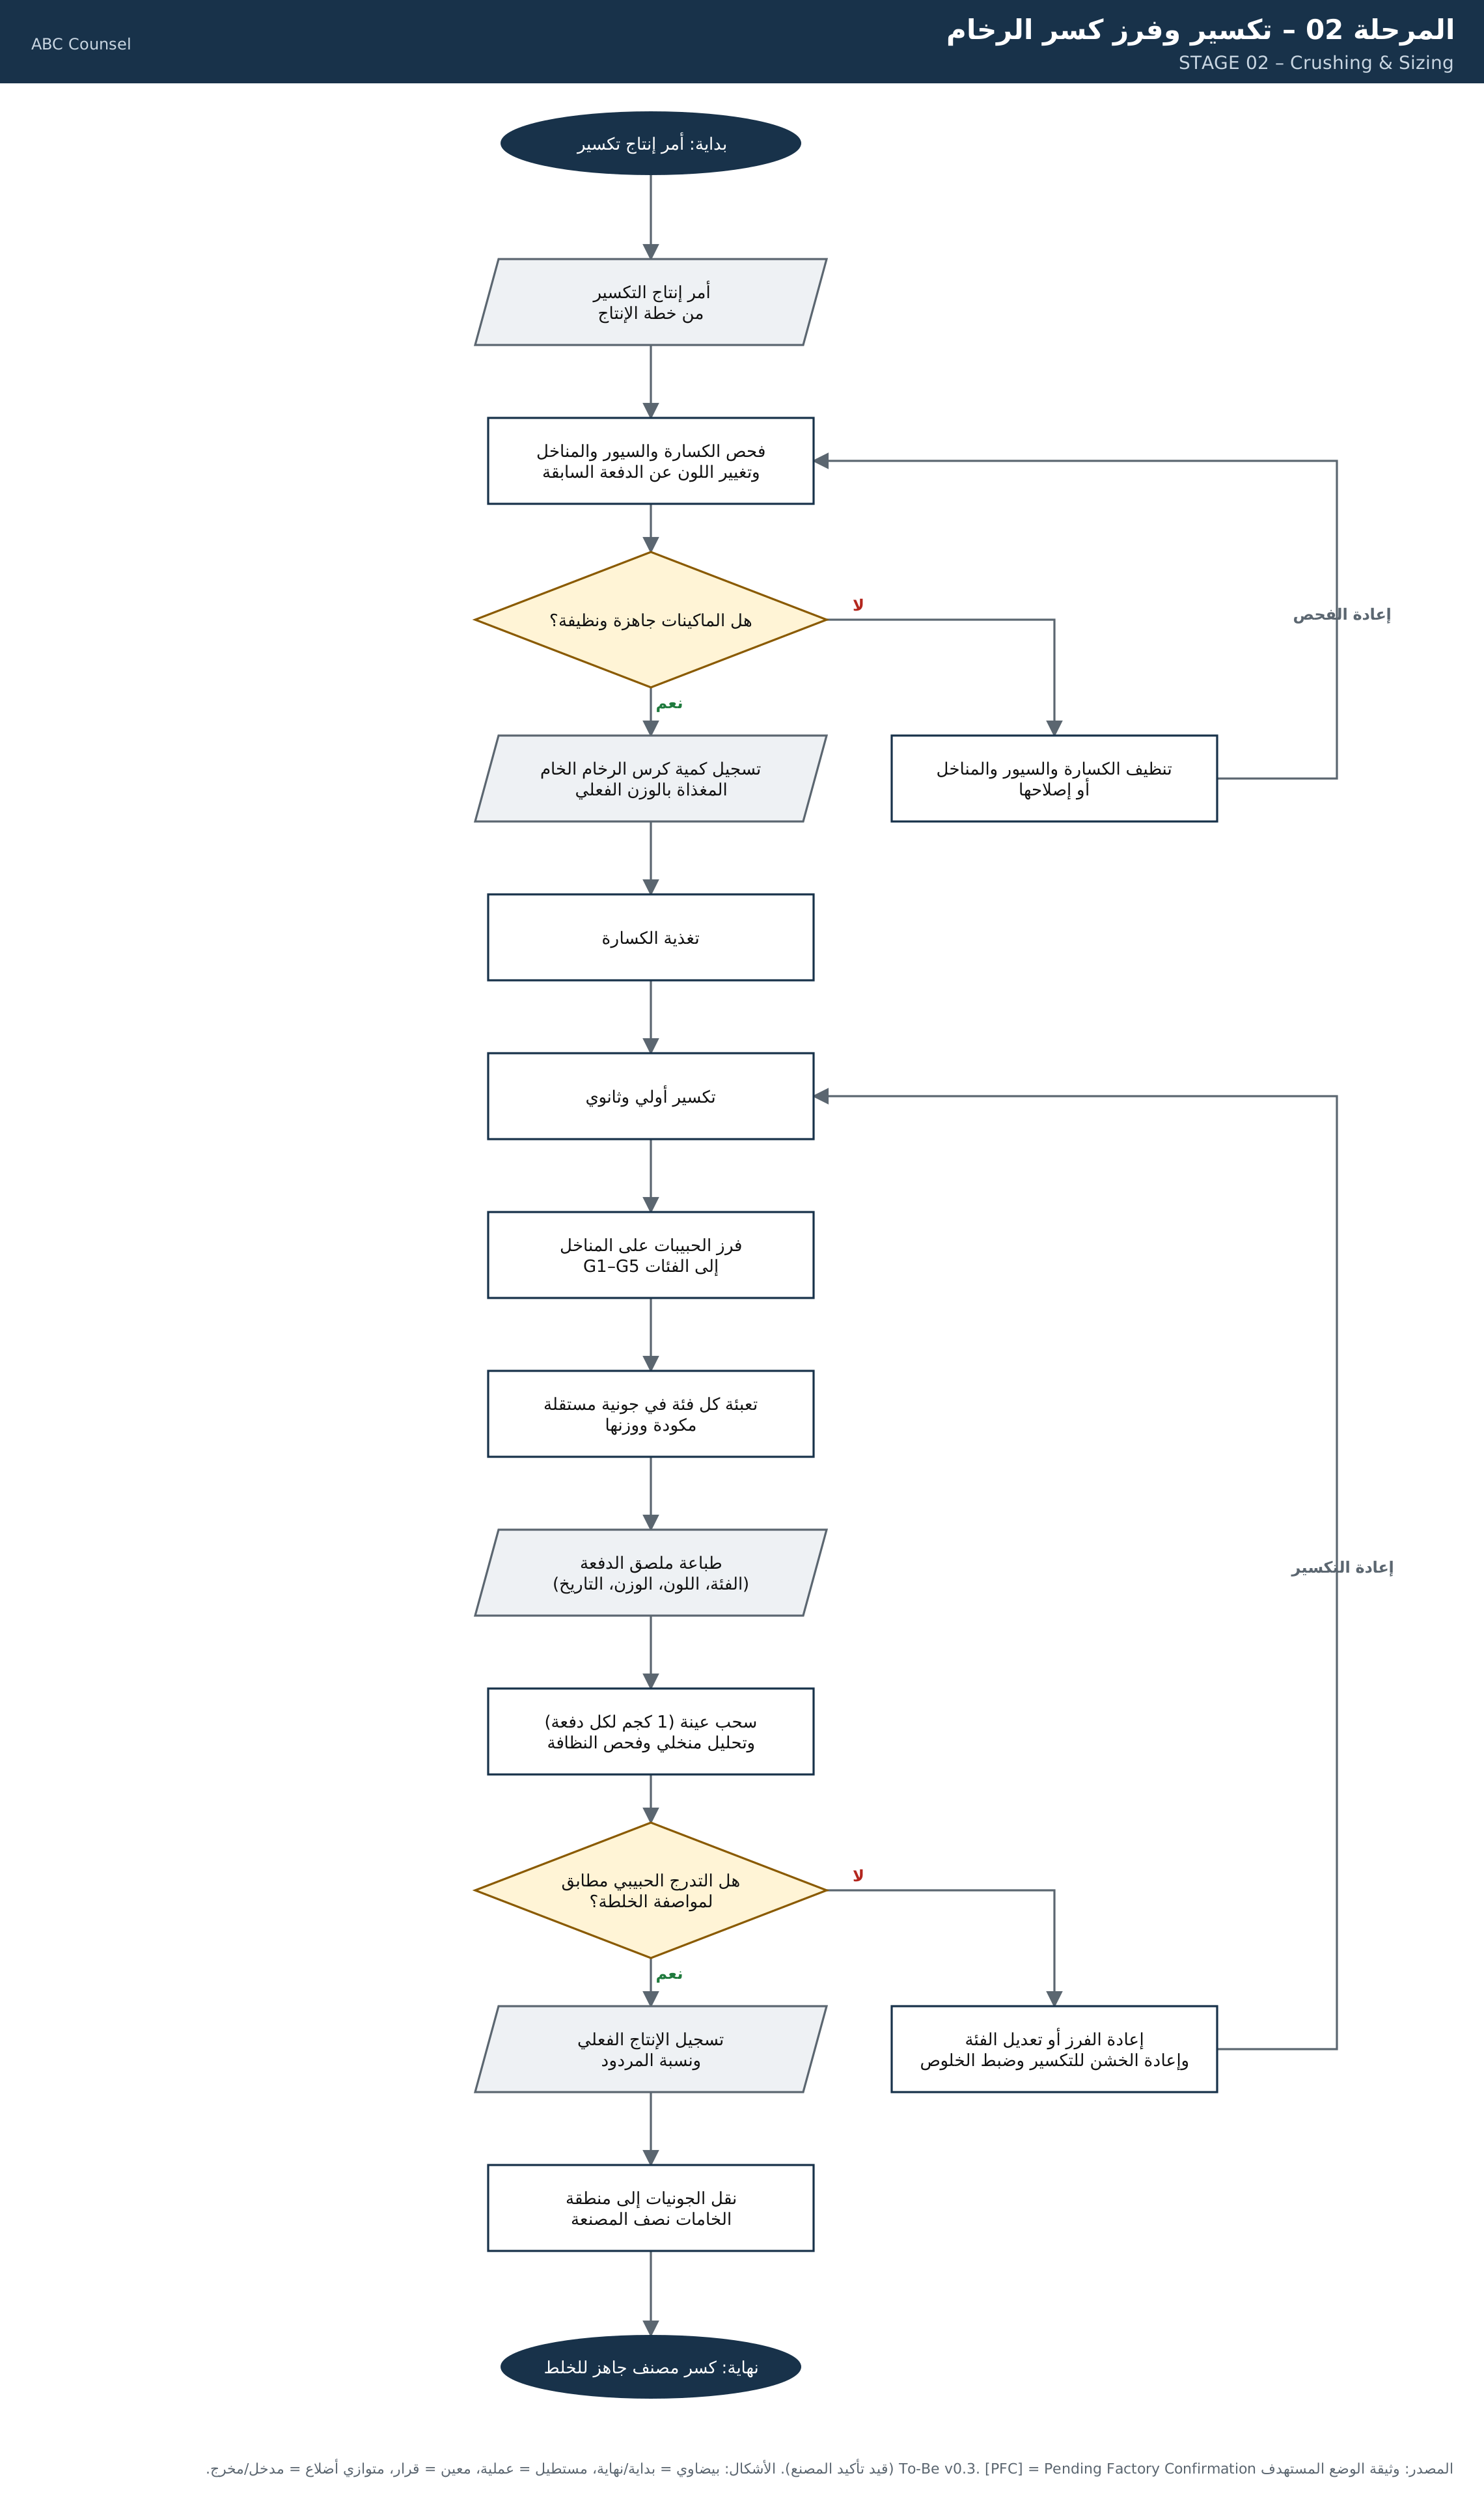 المرحلة 02 – تكسير وفرز كسر الرخام
STAGE 02 – Crushing & Sizing
ABC Counsel
بداية: أمر إنتاج تكسير
أمر إنتاج التكسير
من خطة الإنتاج
فحص الكسارة والسيور والمناخل
وتغيير اللون عن الدفعة السابقة
هل الماكينات جاهزة ونظيفة؟
لا
إعادة الفحص
نعم
تسجيل كمية كرس الرخام الخام
المغذاة بالوزن الفعلي
تنظيف الكسارة والسيور والمناخل
أو إصلاحها
تغذية الكسارة
تكسير أولي وثانوي
فرز الحبيبات على المناخل
إلى الفئات G1–G5
تعبئة كل فئة في جونية مستقلة
مكودة ووزنها
طباعة ملصق الدفعة
(الفئة، اللون، الوزن، التاريخ)
إعادة التكسير
سحب عينة (1 كجم لكل دفعة)
وتحليل منخلي وفحص النظافة
هل التدرج الحبيبي مطابق
لمواصفة الخلطة؟
لا
نعم
تسجيل الإنتاج الفعلي
ونسبة المردود
إعادة الفرز أو تعديل الفئة
وإعادة الخشن للتكسير وضبط الخلوص
نقل الجونيات إلى منطقة
الخامات نصف المصنعة
نهاية: كسر مصنف جاهز للخلط
المصدر: وثيقة الوضع المستهدف To-Be v0.3. [PFC] = Pending Factory Confirmation (قيد تأكيد المصنع). الأشكال: بيضاوي = بداية/نهاية، مستطيل = عملية، معين = قرار، متوازي أضلاع = مدخل/مخرج.